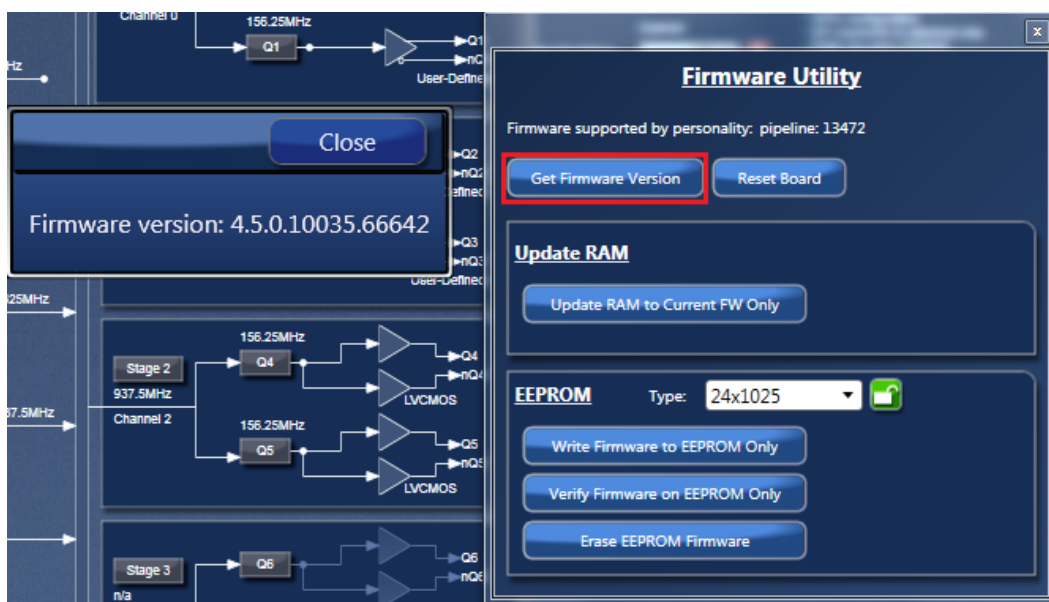 Channel 0
156.25MHz
Q1
Q1
nQ
User-Define
Hz
Close
Firmware version: 4.5.0.10035.66642
Q2
nQ2
efined
Q3
nQ3
User-Defined
25MHz
156.25MHz
Stage 2
Q4
Q4
nQ4
937.5MHz
LVCMOS
Channel 2
37.5MHz
156.25MHz
Q5
Q5
nQ5
LVCMOS
Stage 3
Q6
Q6
nQ6
n/a
x
Firmware Utility
Firmware supported by personality: pipeline: 13472
Get Firmware Version
Reset Board
Update RAM
Update RAM to Current FW Only
EEPROM Type: 24x1025
Write Firmware to EEPROM Only
Verify Firmware on EEPROM Only
Erase EEPROM Firmware